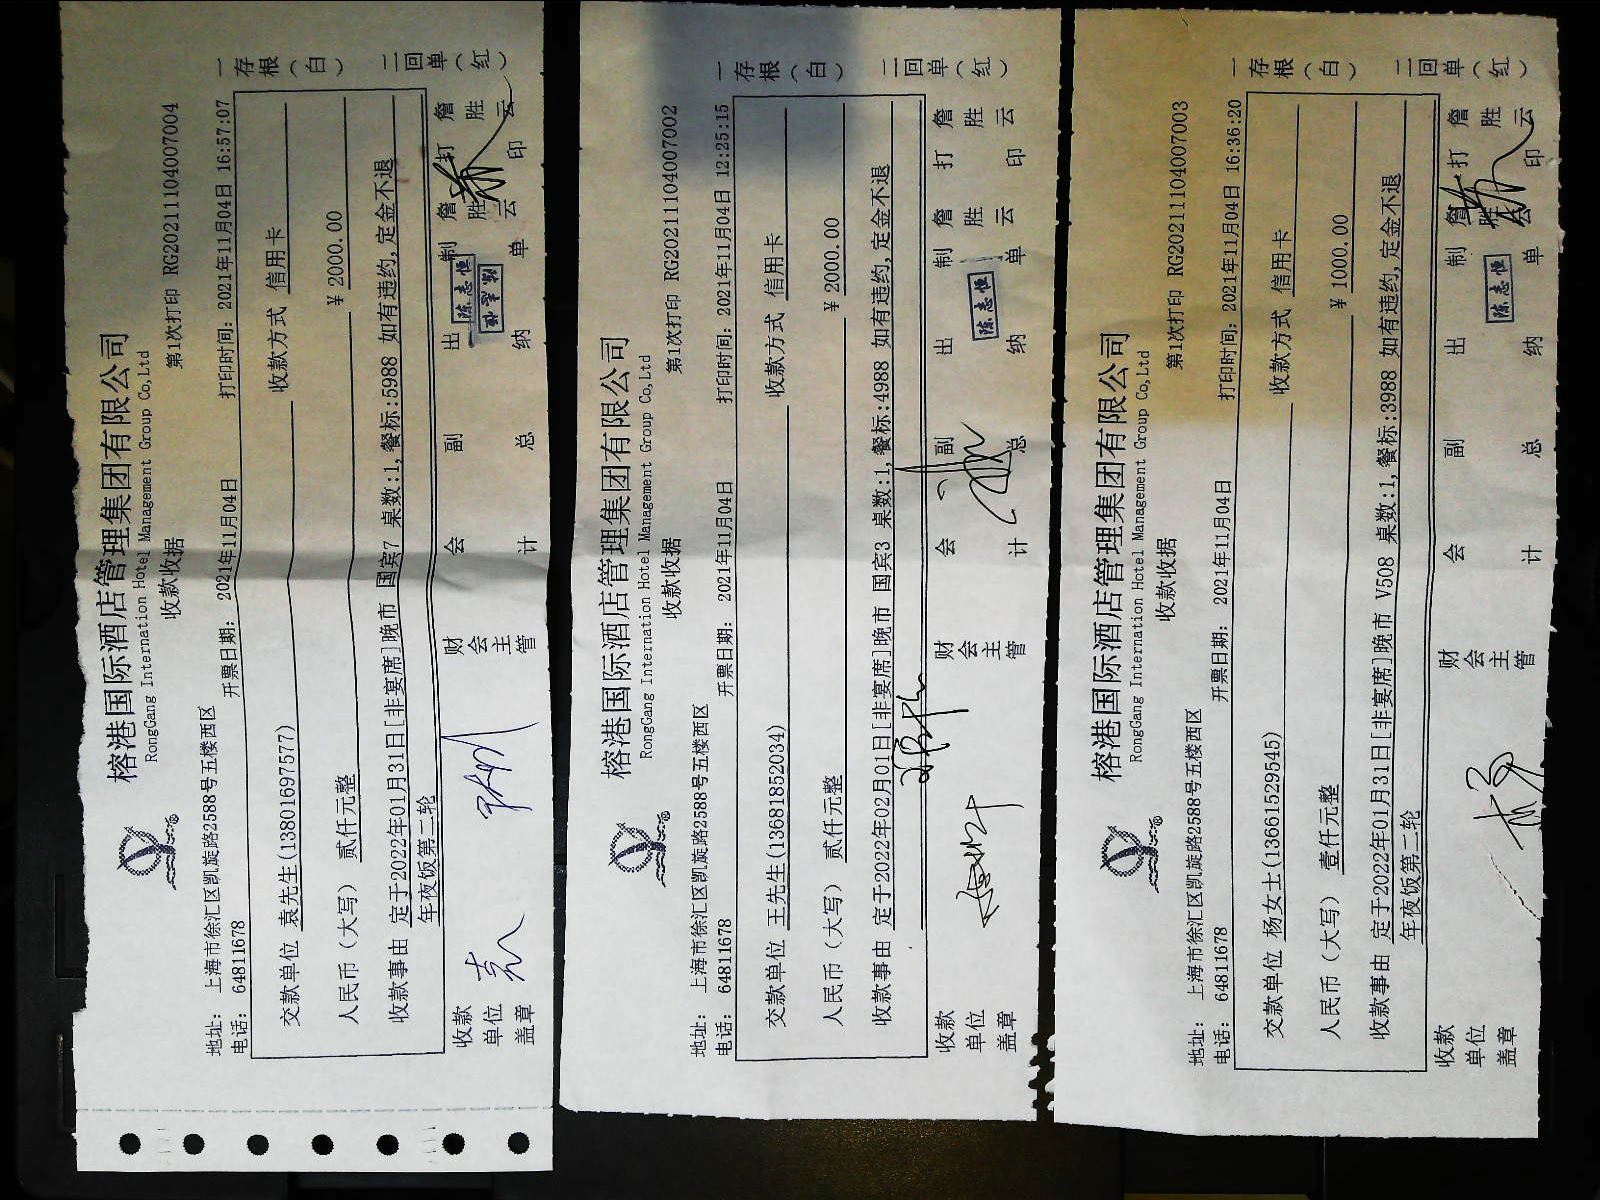 榕港国际酒店管理集团有限公司
RongGang Internation Hotel Management Group Co,Ltd
收款收据
第1次打印 RG20211104007004
地址: 上海市徐汇区凯旋路2588号五楼西区
电话: 64811678
开票日期: 2021年11月04日
打印时间: 2021年11月04日 16:57:07
交款单位 袁先生(13801697577)
收款方式 信用卡
人民币（大写） 贰仟元整
¥ 2000.00
收款事由 定于2022年01月31日[非宴席]晚市 国宾7 桌数:1,餐标:5988 如有违约,定金不退
年夜饭第二轮
收款单位盖章
财会主管
会计
副总
出纳
陈志恒
制单 詹胜云
打印 詹胜云
一存根（白）
二回单（红）
榕港国际酒店管理集团有限公司
RongGang Internation Hotel Management Group Co,Ltd
收款收据
第1次打印 RG20211104007002
地址: 上海市徐汇区凯旋路2588号五楼西区
电话: 64811678
开票日期: 2021年11月04日
打印时间: 2021年11月04日 12:25:15
交款单位 王先生(13681852034)
收款方式 信用卡
人民币（大写） 贰仟元整
¥ 2000.00
收款事由 定于2022年02月01日[非宴席]晚市 国宾3 桌数:1,餐标:4988 如有违约,定金不退
收款单位盖章
财会主管
会计
副总
出纳
陈志恒
制单 詹胜云
打印 詹胜云
一存根（白）
二回单（红）
榕港国际酒店管理集团有限公司
RongGang Internation Hotel Management Group Co,Ltd
收款收据
第1次打印 RG20211104007003
地址: 上海市徐汇区凯旋路2588号五楼西区
电话: 64811678
开票日期: 2021年11月04日
打印时间: 2021年11月04日 16:36:20
交款单位 杨女士(13661529545)
收款方式 信用卡
人民币（大写） 壹仟元整
¥ 1000.00
收款事由 定于2022年01月31日[非宴席]晚市 V508 桌数:1,餐标:3988 如有违约,定金不退
年夜饭第二轮
收款单位盖章
财会主管
会计
副总
出纳
陈志恒
制单 詹胜云
打印 詹胜云
一存根（白）
二回单（红）